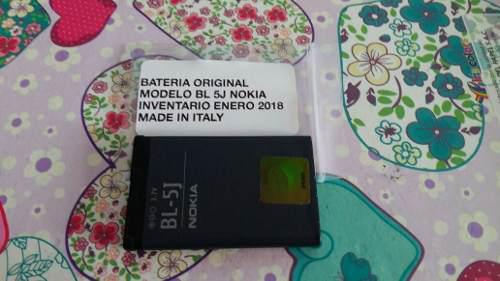 BATERIA ORIGINAL
MODELO BL 5J NOKIA
INVENTARIO ENERO 2018
MADE IN ITALY
BL-5J
NOKIA